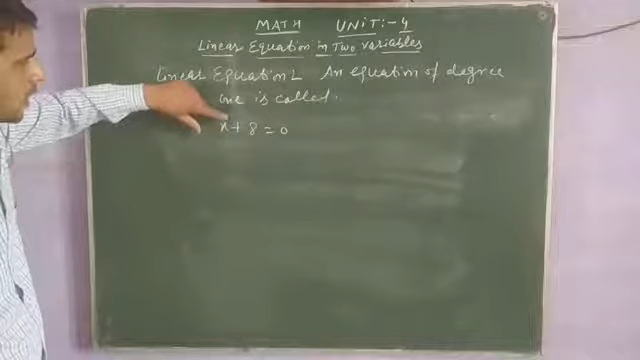 MATH UNIT:- 4
Linear Equation in Two variables
Linear Equation An equation of degree
one is called.
x + 8 = 0